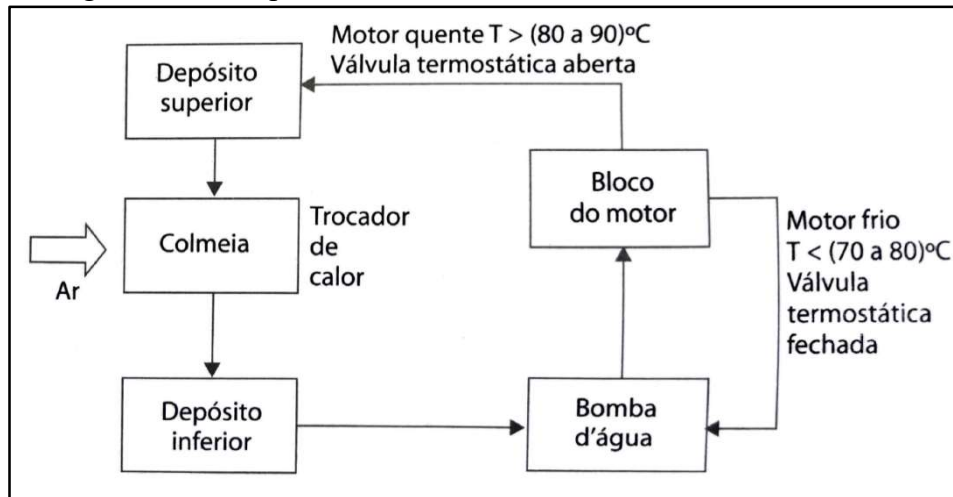 Motor quente T > (80 a 90)ºC
Válvula termostática aberta
Depósito
superior
Bloco
do motor
Colmeia
Trocador
de
calor
Ar
Motor frio
T < (70 a 80)ºC
Válvula
termostática
fechada
Depósito
inferior
Bomba
d'água